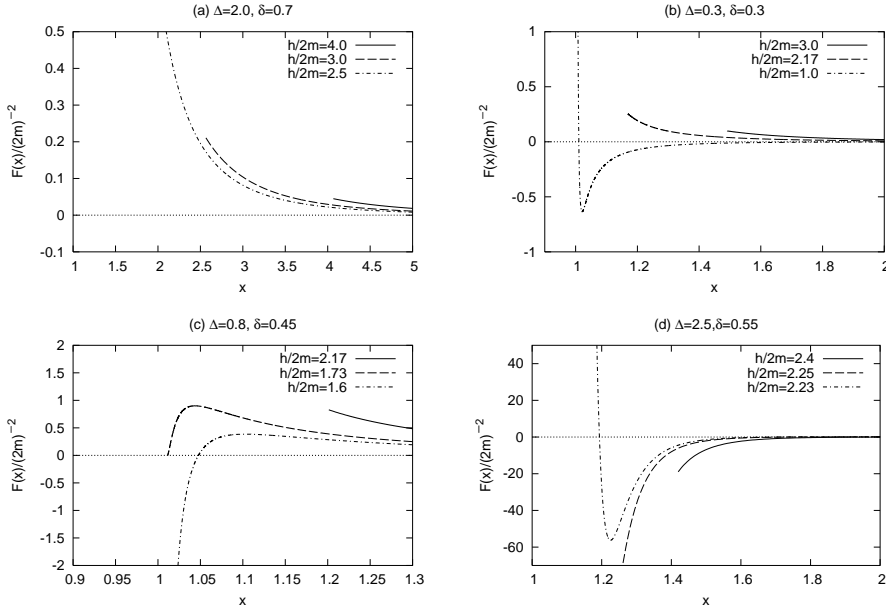 (a) Δ=2.0, δ=0.7
h/2m=4.0
h/2m=3.0
h/2m=2.5
F(x)/(2m)⁻²
0.5
0.4
0.3
0.2
0.1
0
-0.1
1 1.5 2 2.5 3 3.5 4 4.5 5
x
(b) Δ=0.3, δ=0.3
h/2m=3.0
h/2m=2.17
h/2m=1.0
F(x)/(2m)⁻²
1
0.5
0
-0.5
-1
1 1.2 1.4 1.6 1.8 2
x
(c) Δ=0.8, δ=0.45
h/2m=2.17
h/2m=1.73
h/2m=1.6
F(x)/(2m)⁻²
2
1.5
1
0.5
0
-0.5
-1
-1.5
-2
0.9 0.95 1 1.05 1.1 1.15 1.2 1.25 1.3
x
(d) Δ=2.5,δ=0.55
h/2m=2.4
h/2m=2.25
h/2m=2.23
F(x)/(2m)⁻²
40
20
0
-20
-40
-60
1 1.2 1.4 1.6 1.8 2
x